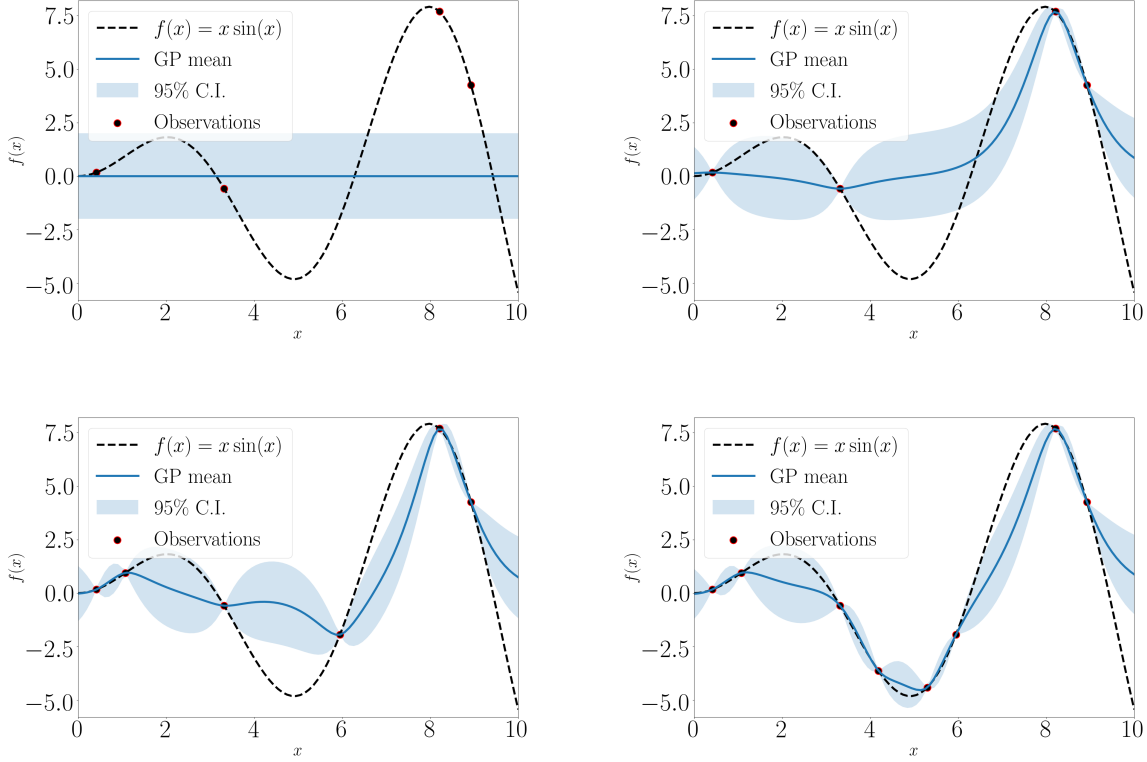 7.5
5.0
2.5
0.0
−2.5
−5.0
f(x)
f(x) = x sin(x)
GP mean
95% C.I.
Observations
0 2 4 6 8 10
x
7.5
5.0
2.5
0.0
−2.5
−5.0
f(x)
f(x) = x sin(x)
GP mean
95% C.I.
Observations
0 2 4 6 8 10
x
7.5
5.0
2.5
0.0
−2.5
−5.0
f(x)
f(x) = x sin(x)
GP mean
95% C.I.
Observations
0 2 4 6 8 10
x
7.5
5.0
2.5
0.0
−2.5
−5.0
f(x)
f(x) = x sin(x)
GP mean
95% C.I.
Observations
0 2 4 6 8 10
x